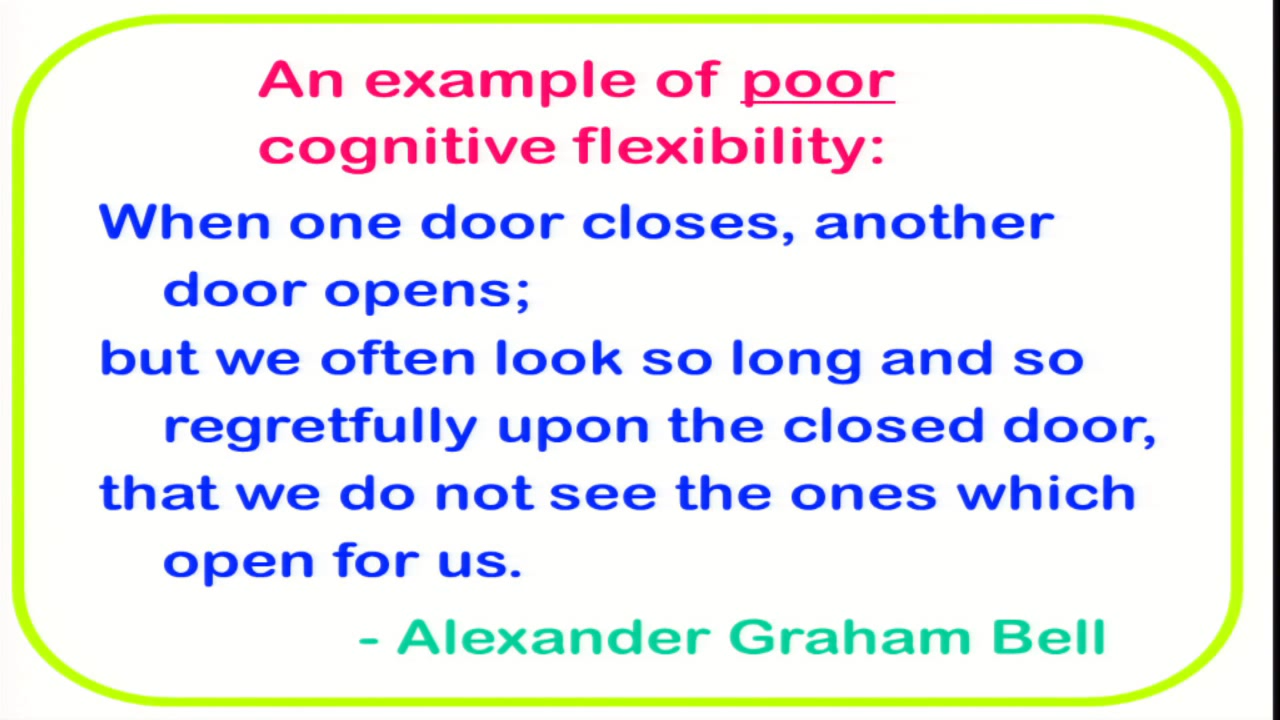 An example of poor
cognitive flexibility:
When one door closes, another
door opens;
but we often look so long and so
regretfully upon the closed door,
that we do not see the ones which
open for us.
- Alexander Graham Bell